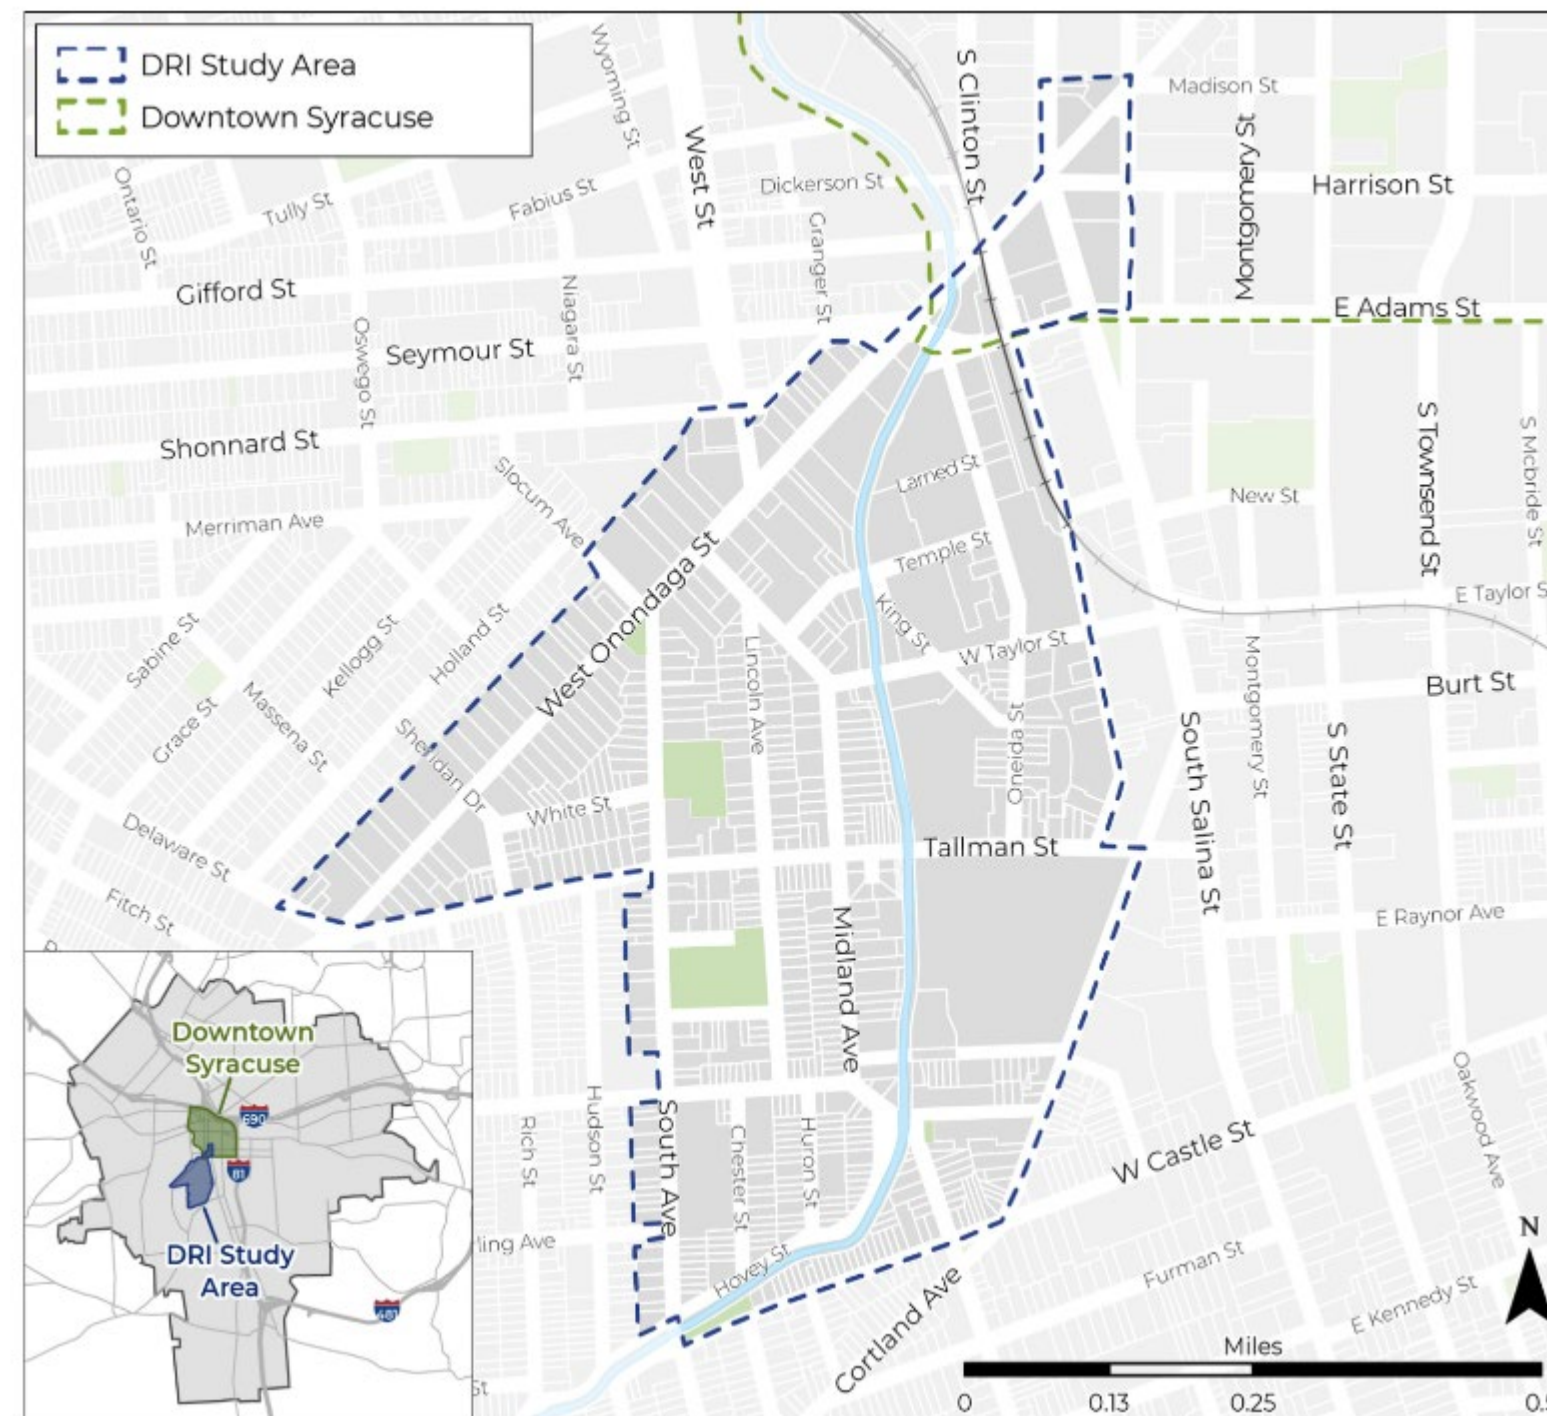 DRI Study Area
Downtown Syracuse
Wyoming St
West St
S Clinton St
Madison St
Montgomery St
Harrison St
Ontario St
Tully St
Fabius St
Dickerson St
Granger St
Gifford St
Niagara St
E Adams St
Oswego St
Seymour St
Shonnard St
Slocum Ave
Larned St
New St
S Townsend St
S Mcbride St
Merriman Ave
West Onondaga St
Temple St
King St
E Taylor S
Sabine St
Kellogg St
Holland St
Lincoln Ave
W Taylor St
Montgomery St
Burt St
Grace St
Massena St
Sheridan Dr
Oneida St
South Salina St
S State St
White St
Delaware St
Tallman St
Fitch St
Midland Ave
E Raynor Ave
Downtown
Syracuse
690
81
DRI Study
Area
481
Rich St
Hudson St
South Ave
Chester St
Huron St
W Castle St
Oakwood Ave
ling Ave
Hovey St
Furman St
E Kennedy St
Cortland Ave
St
N
Miles
0
0.13
0.25
0.